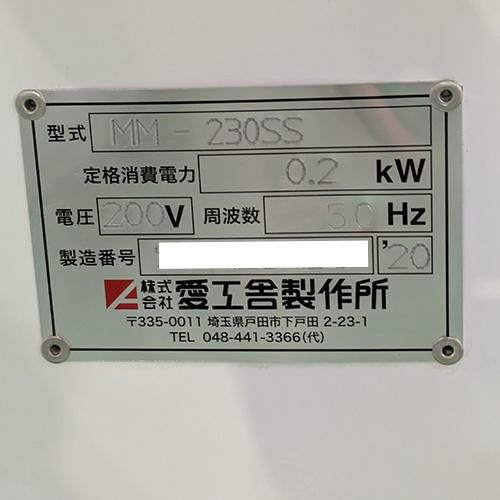 型式 MM-230SS
定格消費電力 0.2 kW
電圧 200V 周波数 50 Hz
製造番号 '20
株式会社 愛工舎製作所
〒335-0011 埼玉県戸田市下戸田 2-23-1
TEL 048-441-3366(代)